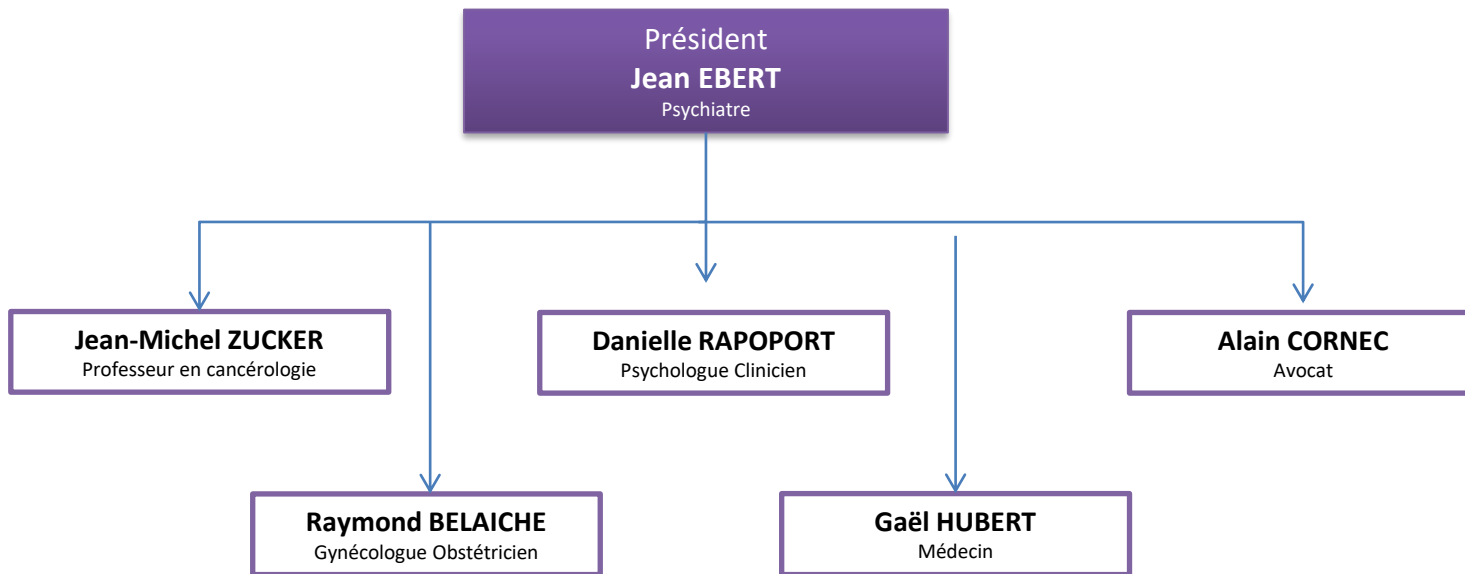 Président
Jean EBERT
Psychiatre
Jean-Michel ZUCKER
Professeur en cancérologie
Danielle RAPOPORT
Psychologue Clinicien
Alain CORNEC
Avocat
Raymond BELAICHE
Gynécologue Obstétricien
Gaël HUBERT
Médecin